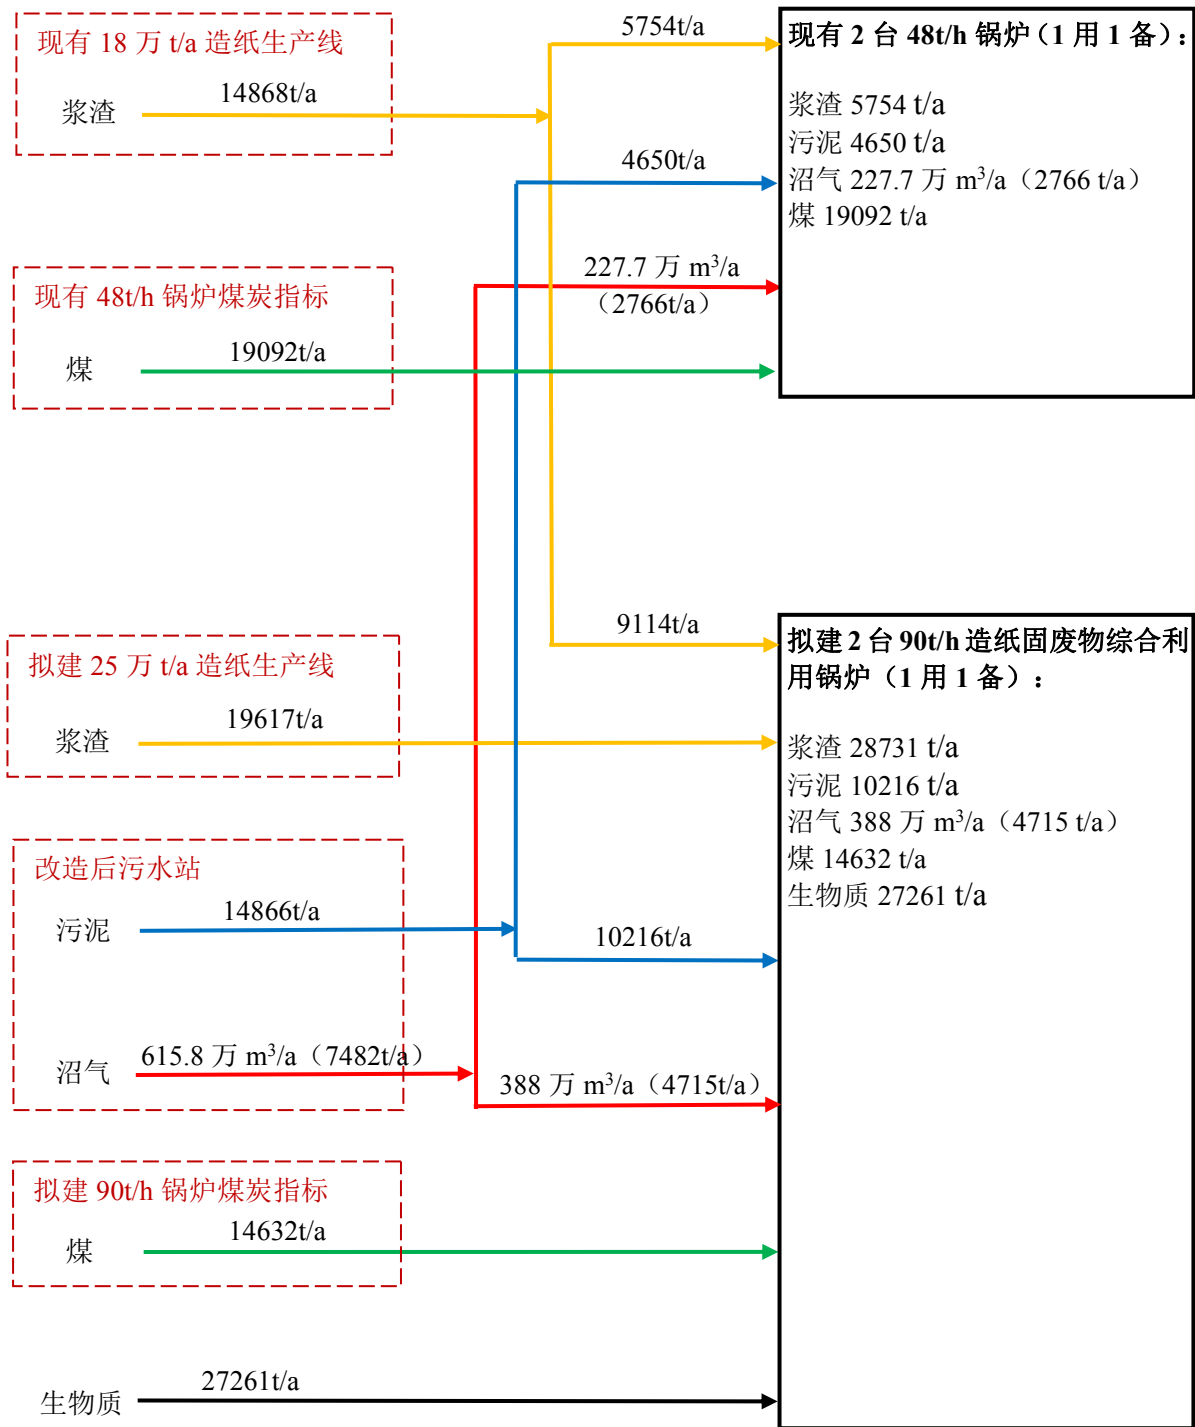 现有 18 万 t/a 造纸生产线
浆渣
14868t/a
5754t/a
4650t/a
现有 48t/h 锅炉煤炭指标
煤
19092t/a
227.7 万 m³/a
（2766t/a）
现有 2 台 48t/h 锅炉（1 用 1 备）：
浆渣 5754 t/a
污泥 4650 t/a
沼气 227.7 万 m³/a（2766 t/a）
煤 19092 t/a
9114t/a
拟建 25 万 t/a 造纸生产线
浆渣
19617t/a
改造后污水站
污泥
14866t/a
10216t/a
沼气
615.8 万 m³/a（7482t/a）
388 万 m³/a（4715t/a）
拟建 90t/h 锅炉煤炭指标
煤
14632t/a
生物质
27261t/a
拟建 2 台 90t/h 造纸固废物综合利
用锅炉（1 用 1 备）：
浆渣 28731 t/a
污泥 10216 t/a
沼气 388 万 m³/a（4715 t/a）
煤 14632 t/a
生物质 27261 t/a